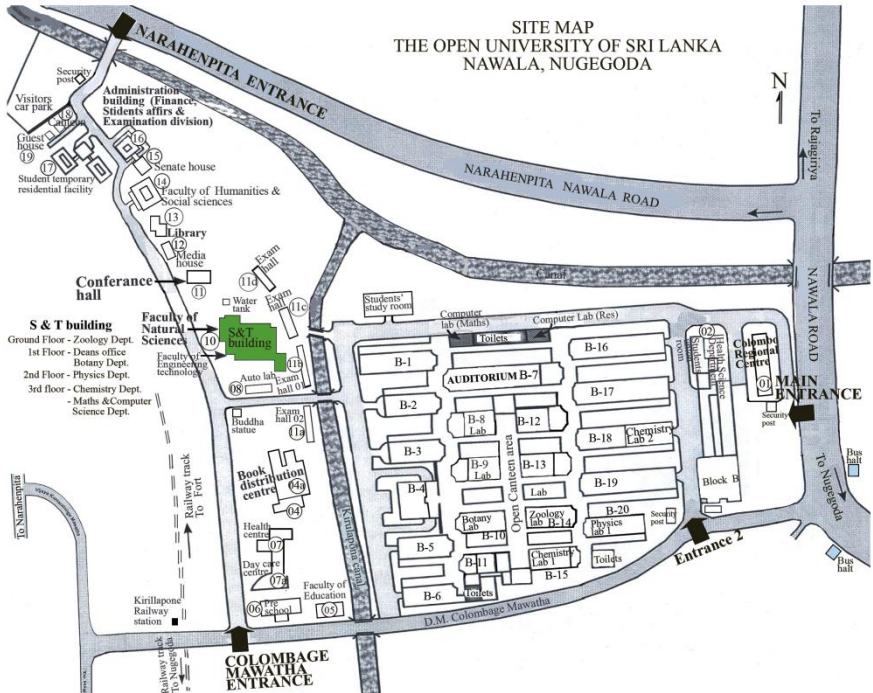 SITE MAP
THE OPEN UNIVERSITY OF SRI LANKA
NAWALA, NUGEGODA
N
NARAHENPITA ENTRANCE
Security
post
Visitors
car park
Administration
building (Finance,
Stidents affirs &
Examination division)
18
Canteen
Guest
house
19
17
Student temporary
residential facility
16
15
Senate house
14
Faculty of Humanities &
Social sciences
13
Library
12
Media
house
Conferance
hall
11
11d
Exam
hall
Water
tank
Exam
hall
11c
NARAHENPITA NAWALA ROAD
To Rajagiriya
NAWALA ROAD
Canal
Students'
study room
Computer
lab (Maths)
Computer Lab (Res)
Toilets
S & T building
Ground Floor - Zoology Dept.
1st Floor - Deans office
Botany Dept.
2nd Floor - Physics Dept.
3rd floor - Chemistry Dept.
- Maths &Computer
Science Dept.
Faculty of
Natural
Sciences
10
S&T
building
Faculty of
Engineering
technology
08
Auto lab
11b
Exam
hall 01
Buddha
statue
Exam
hall 02
11a
Book
distribution
centre
04a
04
Health
centre
07
Day care
centre
07a
06
Pre
school
Faculty of
Education
05
Kirulapona canal
B-1
B-2
B-3
B-4
B-5
B-6
AUDITORIUM
B-7
B-8
Lab
B-9
Lab
Botany
Lab
B-10
B-11
Toilets
Open Canteen area
B-12
B-13
Lab
Zoology
lab
B-14
Chemistry
Lab 1
B-15
B-16
B-17
B-18
Chemistry
Lab 2
B-19
B-20
Physics
lab 1
Toilets
Security
post
02
Health Science
Department
Students'
room
Colombo
Regional
Centre
01
MAIN
ENTRANCE
Security
post
Block B
Entrance 2
Bus
halt
To Nugegoda
Bus
halt
D.M. Colombage Mawatha
COLOMBAGE
MAWATHA
ENTRANCE
To Narahenpita
Railway track
To Fort
Kirillapone
Railway
station
Railway track
To Nugegoda